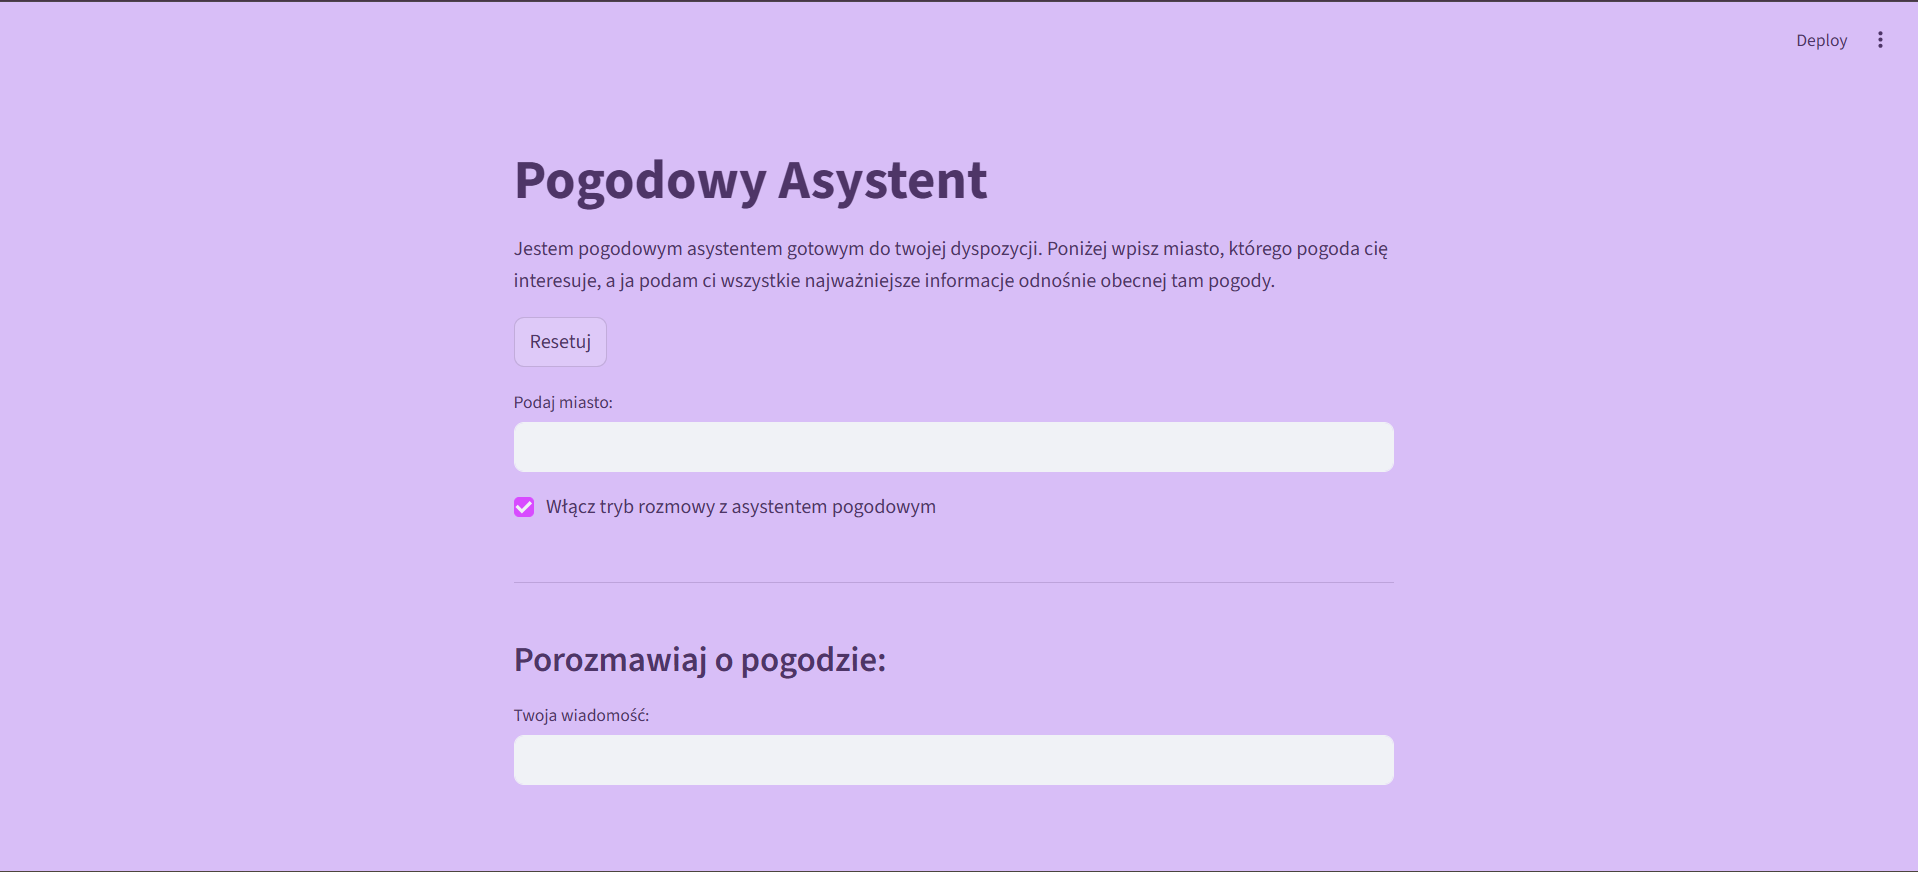 Deploy
Pogodowy Asystent
Jestem pogodowym asystentem gotowym do twojej dyspozycji. Poniżej wpisz miasto, którego pogoda cię
interesuje, a ja podam ci wszystkie najważniejsze informacje odnośnie obecnej tam pogody.
Resetuj
Podaj miasto:
Włącz tryb rozmowy z asystentem pogodowym
Porozmawiaj o pogodzie:
Twoja wiadomość: